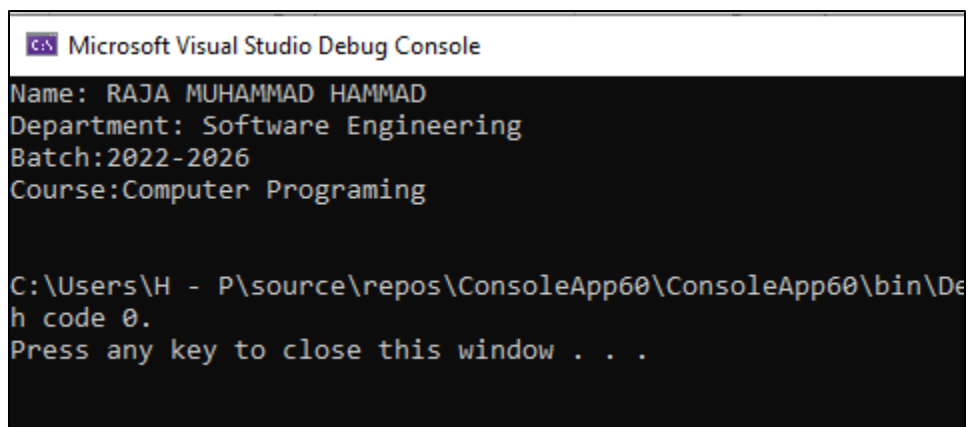 Microsoft Visual Studio Debug Console
Name: RAJA MUHAMMAD HAMMAD
Department: Software Engineering
Batch:2022-2026
Course:Computer Programing
C:\Users\H - P\source\repos\ConsoleApp60\ConsoleApp60\bin\De
h code 0.
Press any key to close this window . . .